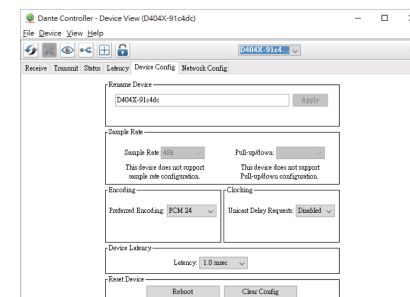 Dante Controller - Device View (D404X-91c4dc)
File Device View Help
D404X-91c4...
Receive Transmit Status Latency Device Config Network Config
Rename Device
D404X-91c4dc Apply
Sample Rate
Sample Rate: 48k Pull-up/down:
This device does not support sample rate configuration.
This device does not support Pull-up/down configuration.
Encoding Clocking
Preferred Encoding: PCM 24 Unicast Delay Requests: Disabled
Device Latency
Latency: 1.0 msec
Reset Device
Reboot Clear Config